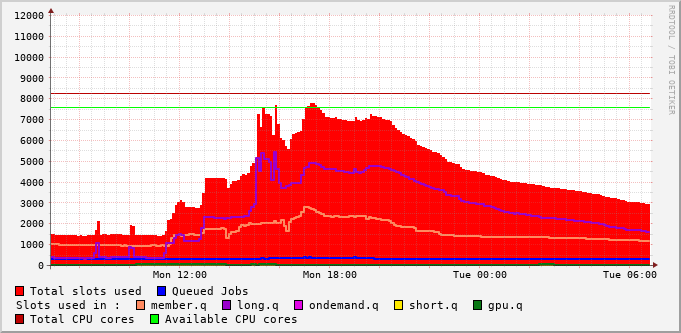 12000
11000
10000
9000
8000
7000
6000
5000
4000
3000
2000
1000
0
Mon 12:00 Mon 18:00 Tue 00:00 Tue 06:00
RRDTOOL / TOBI OETIKER
Total slots used Queued Jobs
Slots used in : member.q long.q ondemand.q short.q gpu.q
Total CPU cores Available CPU cores